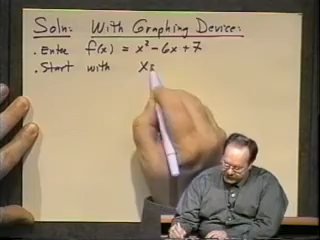 Soln: With Graphing Device:
. Enter f(x) = x² - 6x + 7
. Start with